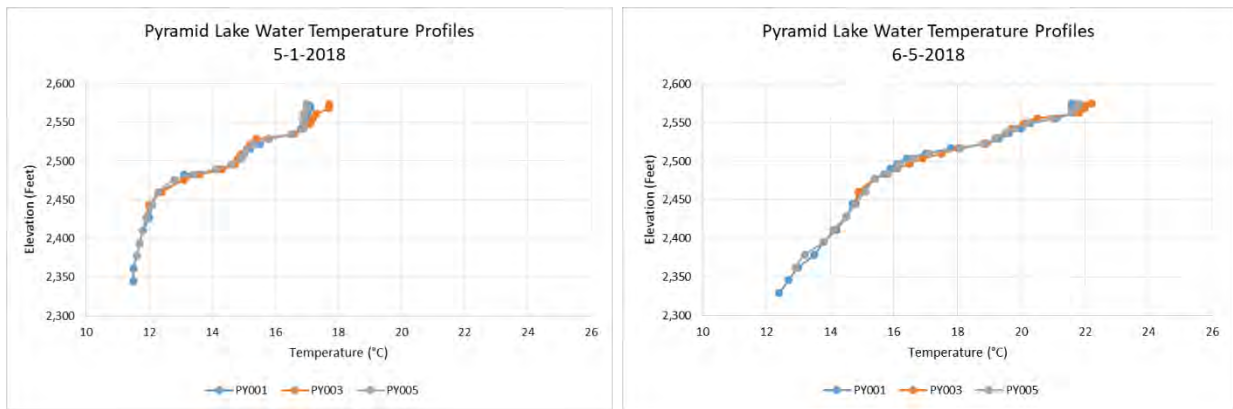 Pyramid Lake Water Temperature Profiles
5-1-2018
2,600
2,550
2,500
2,450
2,400
2,350
2,300
Elevation (Feet)
10 12 14 16 18 20 22 24 26
Temperature (°C)
PY001 PY003 PY005
Pyramid Lake Water Temperature Profiles
6-5-2018
2,600
2,550
2,500
2,450
2,400
2,350
2,300
Elevation (Feet)
10 12 14 16 18 20 22 24 26
Temperature (°C)
PY001 PY003 PY005